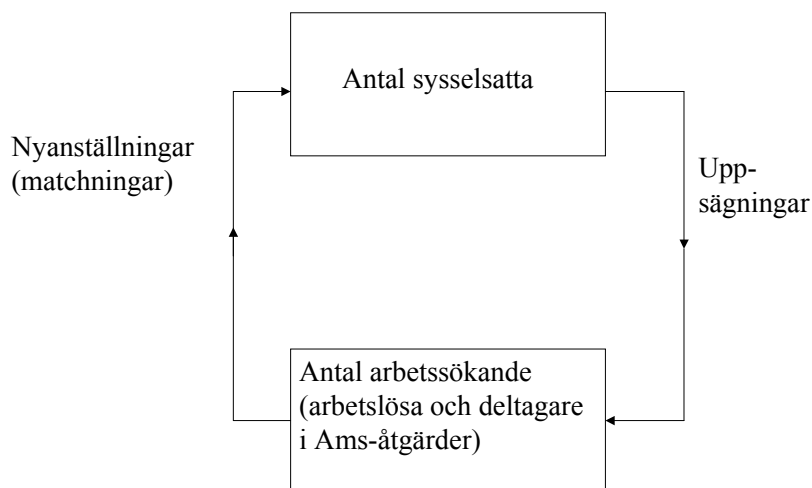 Antal sysselsatta
Nyanställningar
(matchningar)
Upp-
sägningar
Antal arbetssökande
(arbetslösa och deltagare
i Ams-åtgärder)